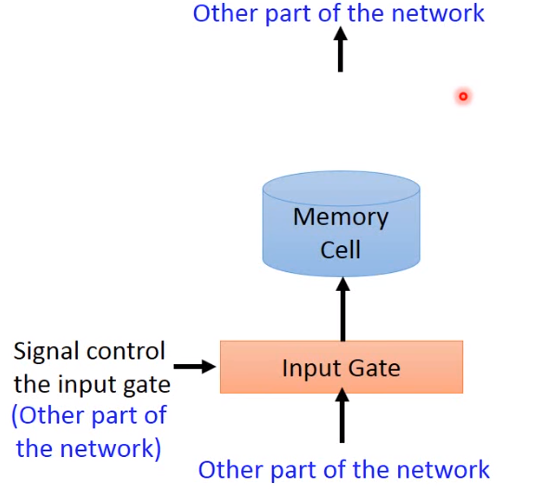 Other part of the network
Memory
Cell
Signal control
the input gate
(Other part of
the network)
Input Gate
Other part of the network